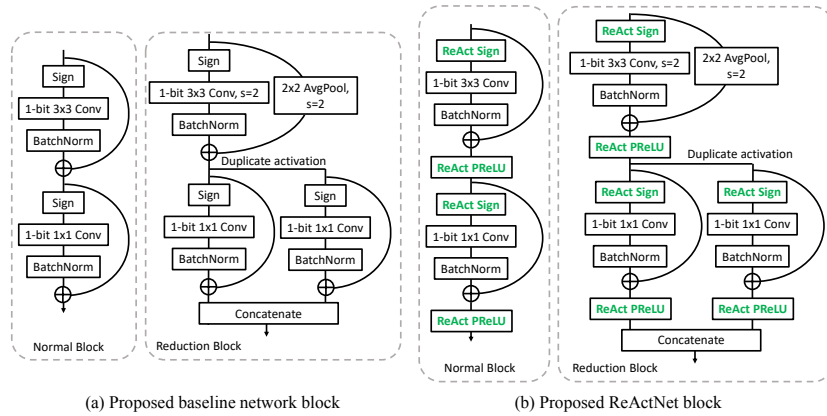 Sign
1-bit 3x3 Conv
BatchNorm
Sign
1-bit 1x1 Conv
BatchNorm
Normal Block
Sign
1-bit 3x3 Conv, s=2
BatchNorm
2x2 AvgPool,
s=2
Duplicate activation
Sign
1-bit 1x1 Conv
BatchNorm
Sign
1-bit 1x1 Conv
BatchNorm
Concatenate
Reduction Block
(a) Proposed baseline network block
ReAct Sign
1-bit 3x3 Conv
BatchNorm
ReAct PReLU
ReAct Sign
1-bit 1x1 Conv
BatchNorm
ReAct PReLU
Normal Block
ReAct Sign
1-bit 3x3 Conv, s=2
BatchNorm
2x2 AvgPool,
s=2
ReAct PReLU
Duplicate activation
ReAct Sign
1-bit 1x1 Conv
BatchNorm
ReAct PReLU
ReAct Sign
1-bit 1x1 Conv
BatchNorm
ReAct PReLU
Concatenate
Reduction Block
(b) Proposed ReActNet block